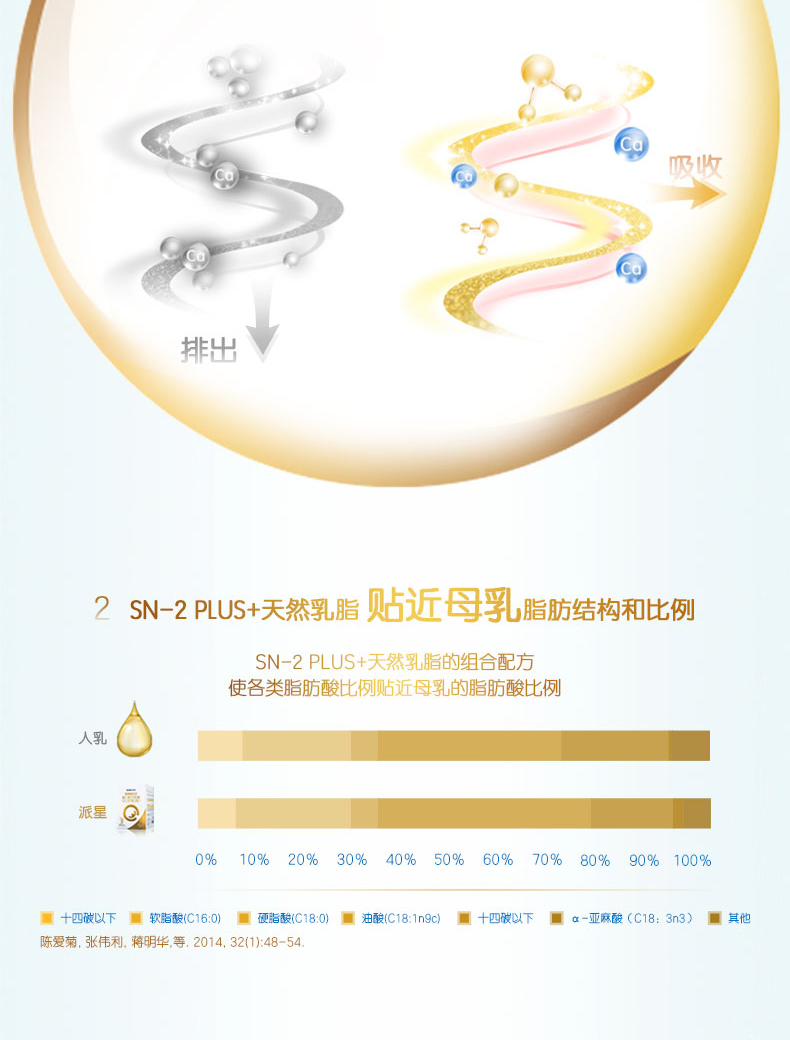 Ca
吸收
Ca
Ca
Ca
Ca
排出
2 SN-2 PLUS+天然乳脂 贴近母乳脂肪结构和比例
SN-2 PLUS+天然乳脂的组合配方
使各类脂肪酸比例贴近母乳的脂肪酸比例
人乳
派星
0% 10% 20% 30% 40% 50% 60% 70% 80% 90% 100%
十四碳以下 软脂酸(C16:0) 硬脂酸(C18:0) 油酸(C18:1n9c) 十四碳以下 α-亚麻酸（C18：3n3） 其他
陈爱菊, 张伟利, 蒋明华,等. 2014, 32(1):48-54.